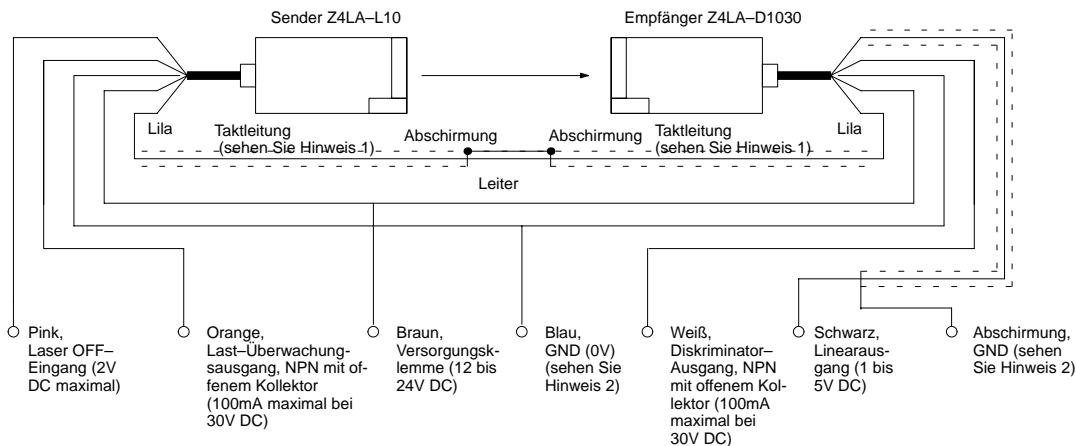 Sender Z4LA–L10
Empfänger Z4LA–D1030
Lila
Taktleitung
(sehen Sie Hinweis 1)
Abschirmung
Abschirmung
Taktleitung
(sehen Sie Hinweis 1)
Lila
Leiter
Pink,
Laser OFF–
Eingang (2V
DC maximal)
Orange,
Last–Überwachung-
sausgang, NPN mit of-
fenem Kollektor
(100mA maximal bei
30V DC)
Braun,
Versorgungsk-
lemme (12 bis
24V DC)
Blau,
GND (0V)
(sehen Sie
Hinweis 2)
Weiß,
Diskriminator–
Ausgang, NPN
mit offenem Kol-
lektor (100mA
maximal bei
30V DC)
Schwarz,
Linearaus-
gang (1 bis
5V DC)
Abschirmung,
GND (sehen
Sie Hinweis 2)